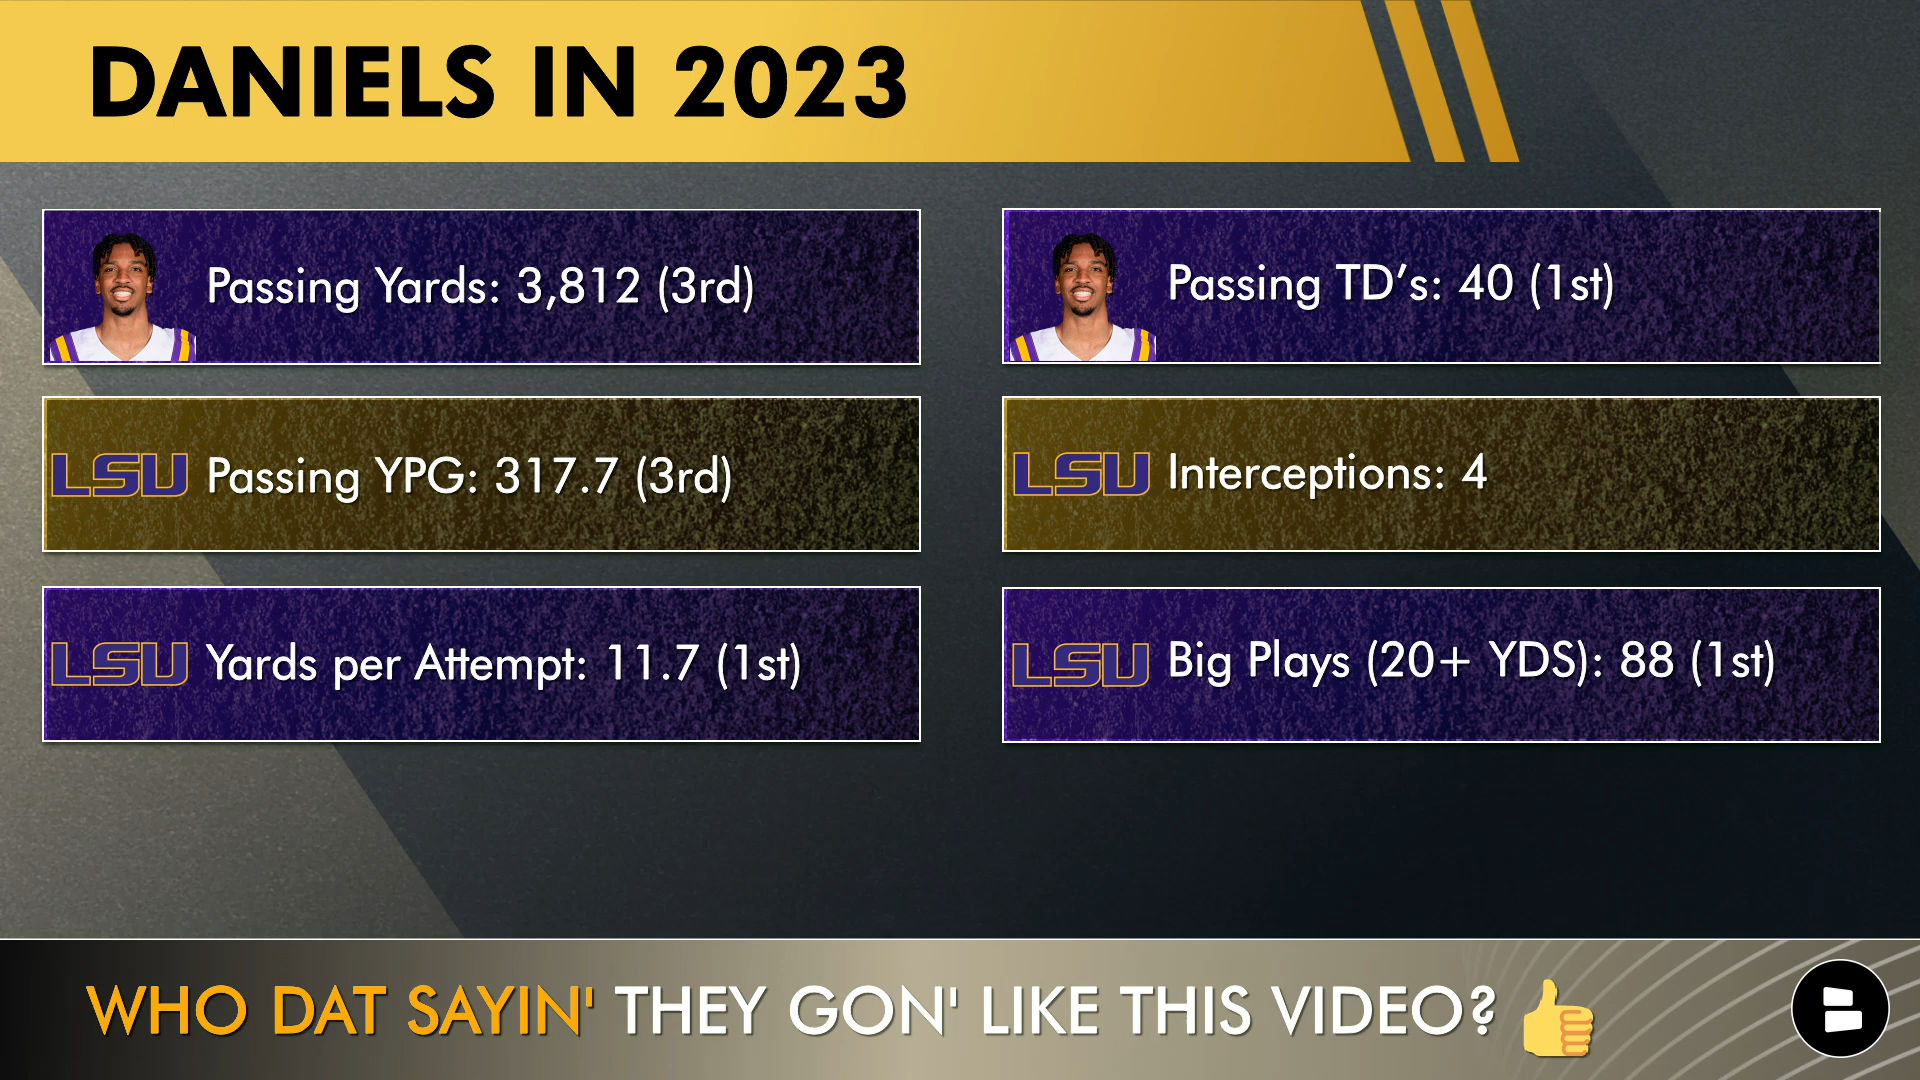 DANIELS IN 2023
Passing Yards: 3,812 (3rd)
Passing TD's: 40 (1st)
LSU Passing YPG: 317.7 (3rd)
LSU Interceptions: 4
LSU Yards per Attempt: 11.7 (1st)
LSU Big Plays (20+ YDS): 88 (1st)
WHO DAT SAYIN' THEY GON' LIKE THIS VIDEO?